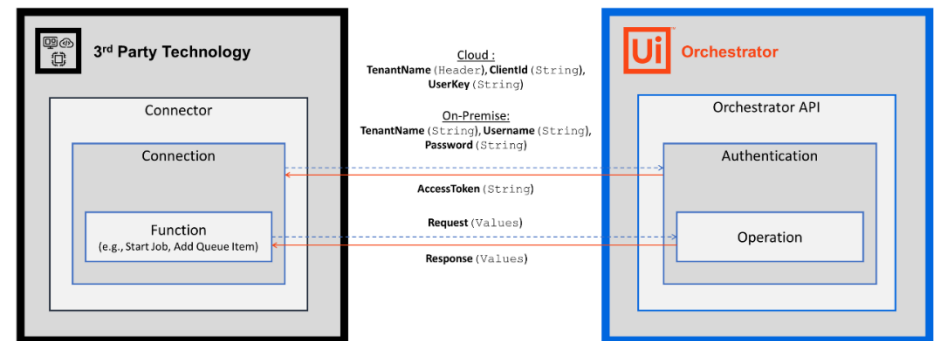 3rd Party Technology
Connector
Connection
Function
(e.g., Start Job, Add Queue Item)
Cloud :
TenantName (Header), ClientId (String),
UserKey (String)
On-Premise:
TenantName (String), Username (String),
Password (String)
AccessToken (String)
Request (Values)
Response (Values)
Ui™
Orchestrator
Orchestrator API
Authentication
Operation